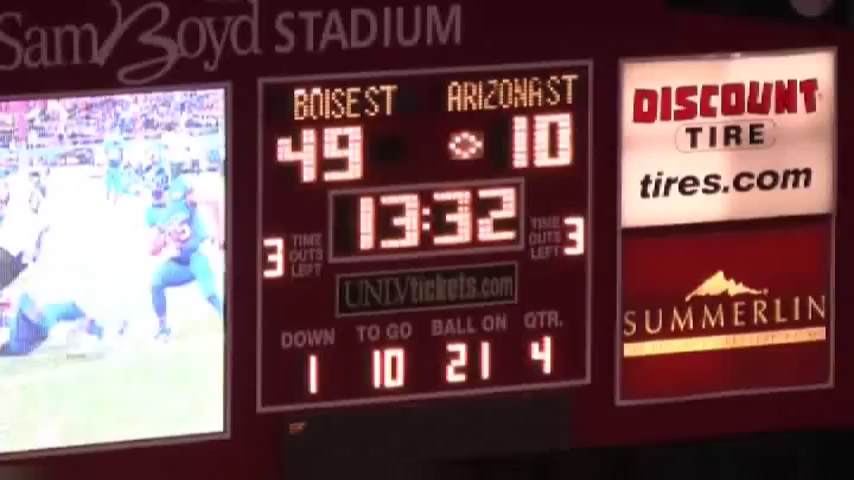 Sam Boyd STADIUM
BOISE ST ARIZONA ST
49 10
13:32
3 TIME OUTS LEFT
TIME OUTS LEFT 3
UNLVtickets.com
DOWN TO GO BALL ON QTR.
1 10 21 4
DISCOUNT
TIRE
tires.com
SUMMERLIN